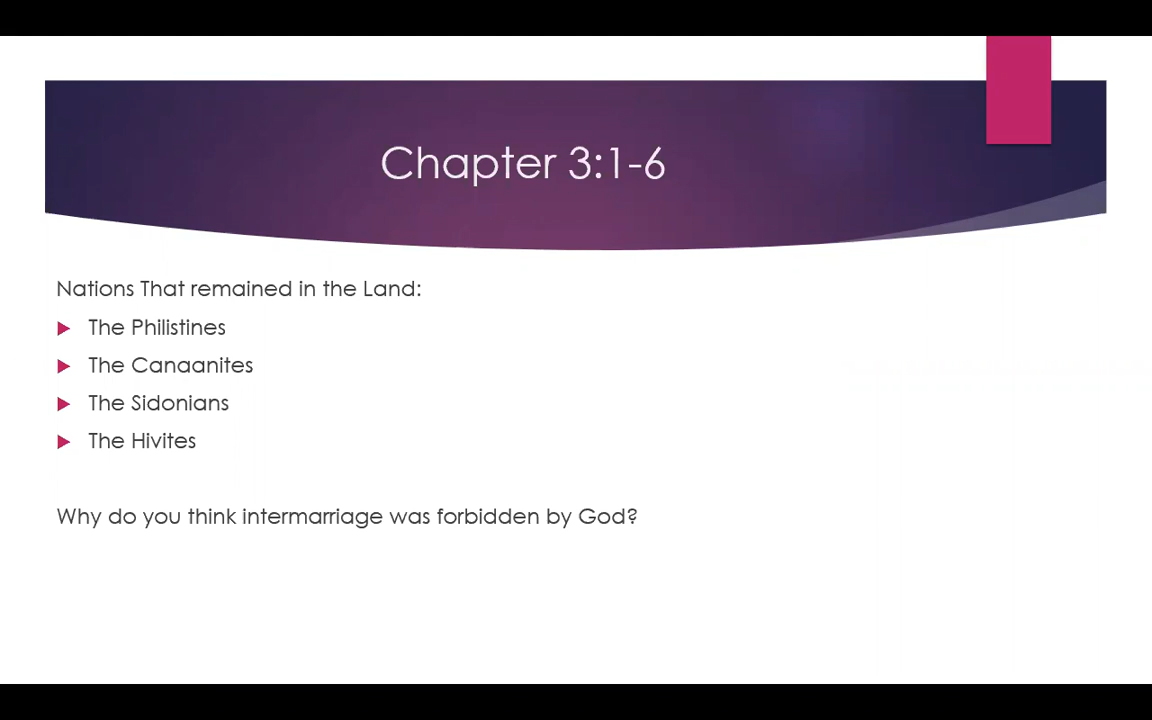 Chapter 3:1-6
Nations That remained in the Land:
The Philistines
The Canaanites
The Sidonians
The Hivites
Why do you think intermarriage was forbidden by God?